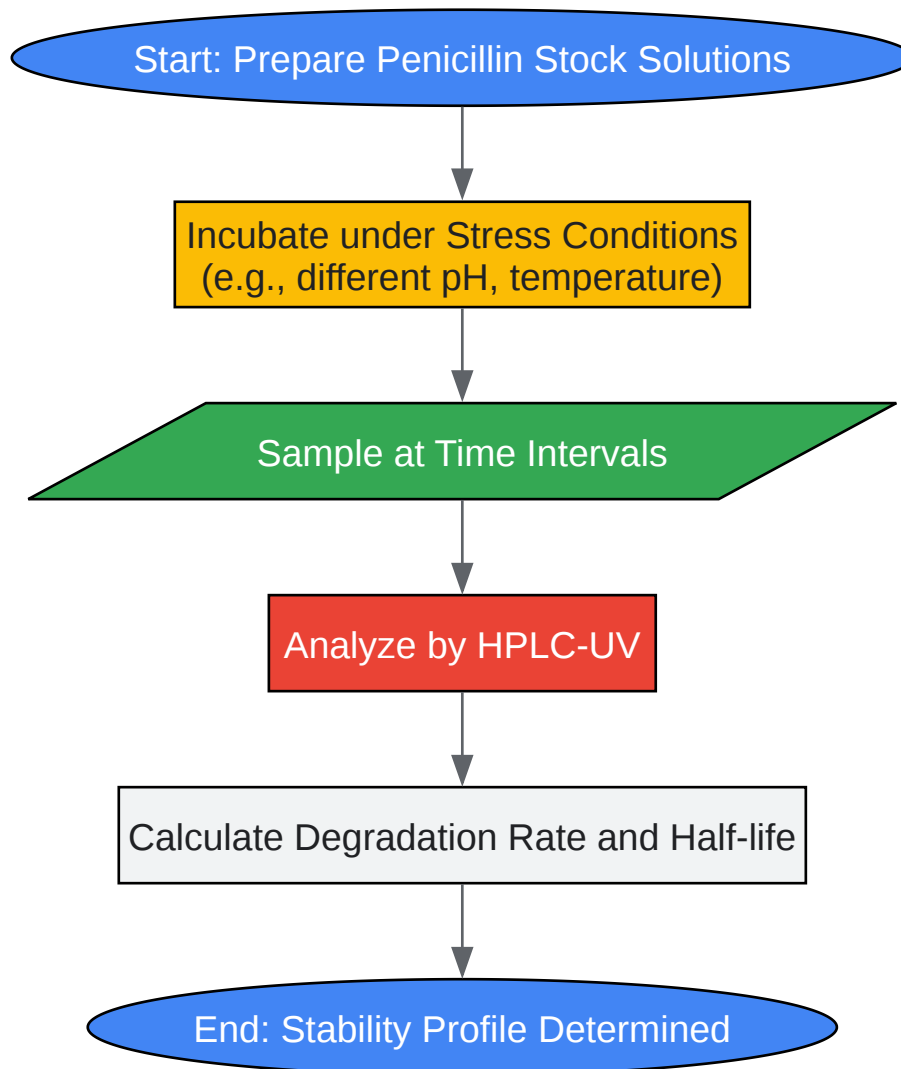 Start: Prepare Penicillin Stock Solutions
Incubate under Stress Conditions
(e.g., different pH, temperature)
Sample at Time Intervals
Analyze by HPLC-UV
Calculate Degradation Rate and Half-life
End: Stability Profile Determined